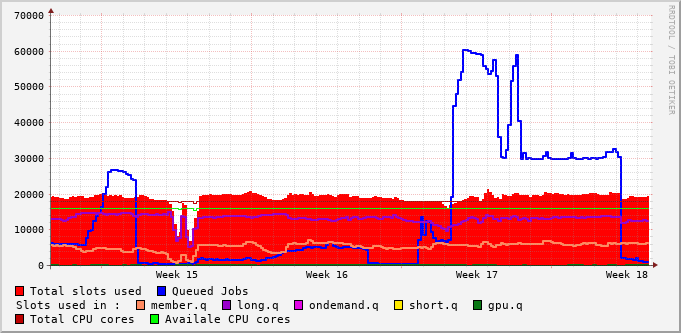 70000
60000
50000
40000
30000
20000
10000
0
Week 15 Week 16 Week 17 Week 18
Total slots used Queued Jobs
Slots used in : member.q long.q ondemand.q short.q gpu.q
Total CPU cores Availale CPU cores
RRDTOOL / TOBI OETIKER